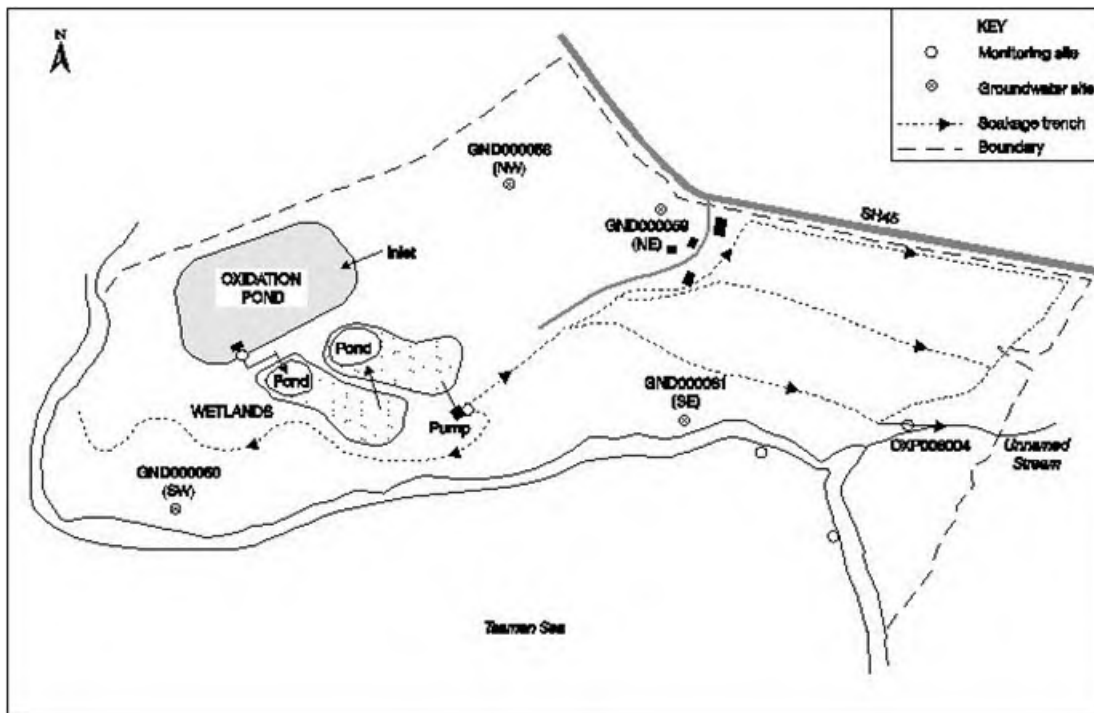 N
KEY
Monitoring site
Groundwater site
Soakage trench
Boundary
GND000058
(NW)
GND000059
(NE)
SH45
Inlet
OXIDATION
POND
Pond
Pond
WETLANDS
Pump
GND000061
(SE)
OXP008004
Unnamed
Stream
GND000060
(SW)
Tasman Sea